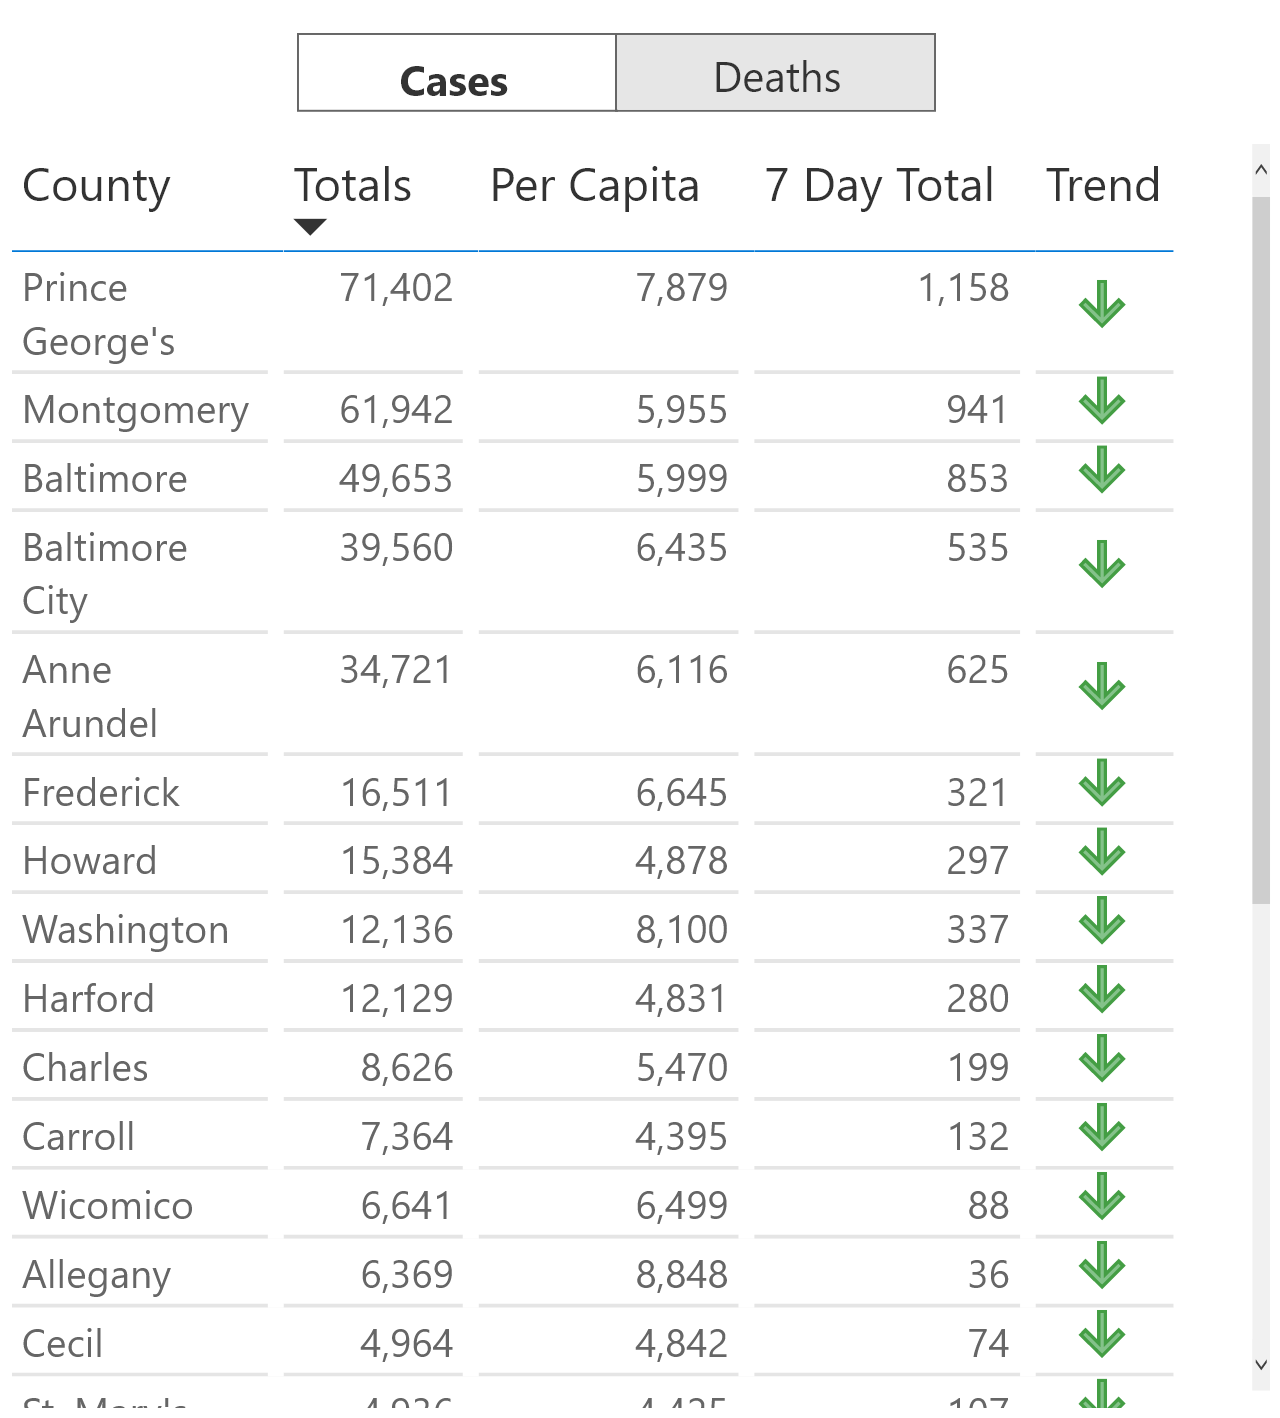 Cases Deaths
County Totals Per Capita 7 Day Total Trend
Prince 71,402 7,879 1,158
George's
Montgomery 61,942 5,955 941
Baltimore 49,653 5,999 853
Baltimore 39,560 6,435 535
City
Anne 34,721 6,116 625
Arundel
Frederick 16,511 6,645 321
Howard 15,384 4,878 297
Washington 12,136 8,100 337
Harford 12,129 4,831 280
Charles 8,626 5,470 199
Carroll 7,364 4,395 132
Wicomico 6,641 6,499 88
Allegany 6,369 8,848 36
Cecil 4,964 4,842 74
St. Mary's